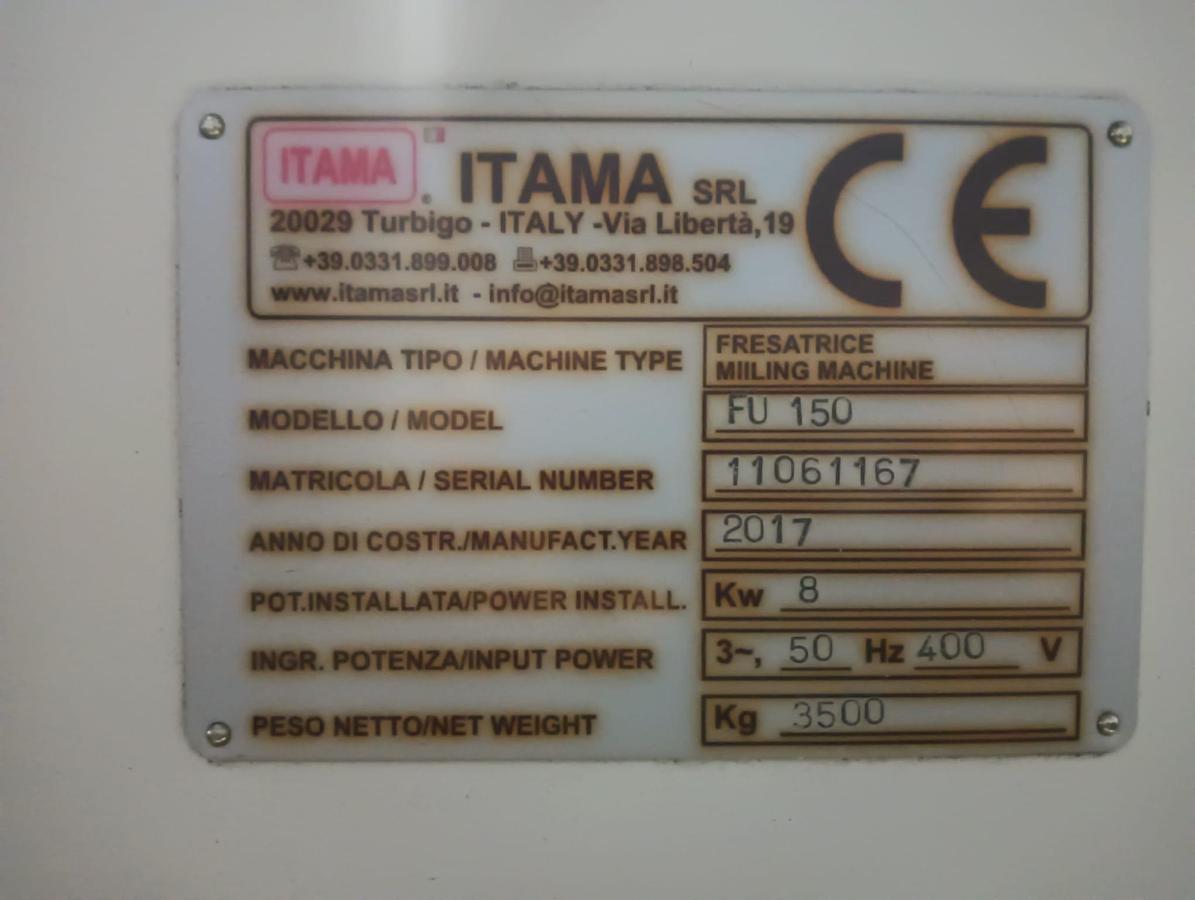 ITAMA
ITAMA SRL
20029 Turbigo - ITALY -Via Libertà,19
+39.0331.899.008 +39.0331.898.504
www.itamasrl.it - info@itamasrl.it
CE
MACCHINA TIPO / MACHINE TYPE FRESATRICE
MIILING MACHINE
MODELLO / MODEL FU 150
MATRICOLA / SERIAL NUMBER 11061167
ANNO DI COSTR./MANUFACT.YEAR 2017
POT.INSTALLATA/POWER INSTALL. Kw 8
INGR. POTENZA/INPUT POWER 3~, 50 Hz 400 V
PESO NETTO/NET WEIGHT Kg 3500